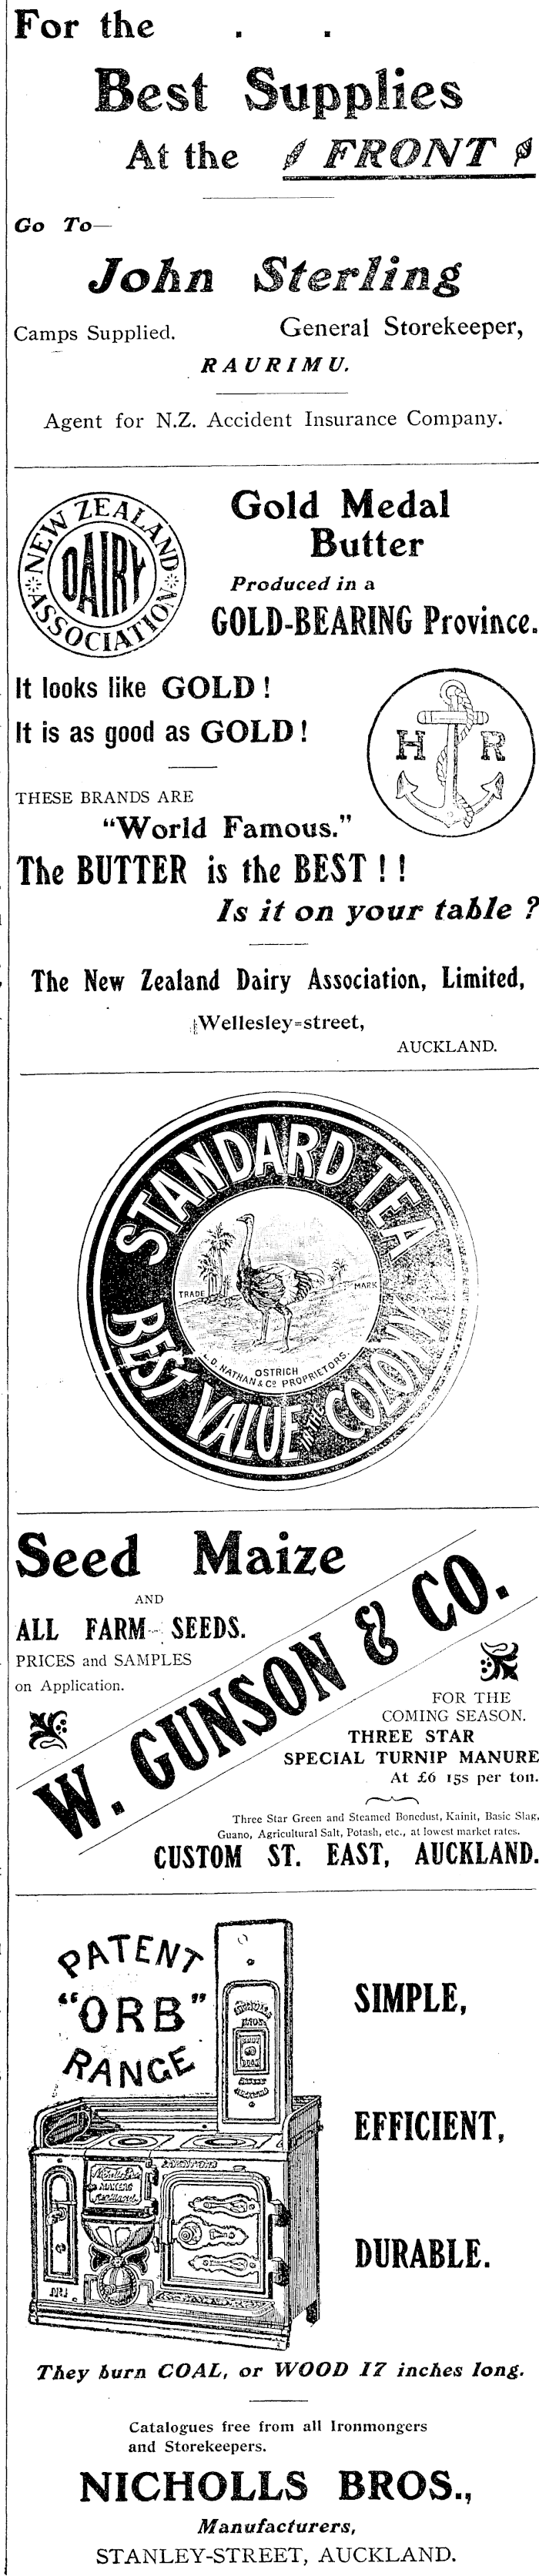 For the . .
Best Supplies
At the FRONT
Go To—
John Sterling
Camps Supplied. General Storekeeper,
RAURIMU.
Agent for N.Z. Accident Insurance Company.
NEW ZEALAND
DAIRY
ASSOCIATION
Gold Medal
Butter
Produced in a
GOLD-BEARING Province.
It looks like GOLD !
It is as good as GOLD !
H R
THESE BRANDS ARE
“World Famous.”
The BUTTER is the BEST ! !
Is it on your table ?
The New Zealand Dairy Association, Limited,
Wellesley=street,
AUCKLAND.
STANDARD TEA
TRADE MARK
OSTRICH
L. D. NATHAN & Co PROPRIETORS.
BEST VALUE IN THE COLONY
Seed Maize
AND
ALL FARM SEEDS.
PRICES and SAMPLES
on Application.
W. GUNSON & CO.
FOR THE
COMING SEASON.
THREE STAR
SPECIAL TURNIP MANURE
At £6 15s per ton.
Three Star Green and Steamed Bonedust, Kainit, Basic Slag,
Guano, Agricultural Salt, Potash, etc., at lowest market rates.
CUSTOM ST. EAST, AUCKLAND.
PATENT
“ORB”
RANGE
SIMPLE,
EFFICIENT,
DURABLE.
MAKERS
They burn COAL, or WOOD 17 inches long.
Catalogues free from all Ironmongers
and Storekeepers.
NICHOLLS BROS.,
Manufacturers,
STANLEY-STREET, AUCKLAND.